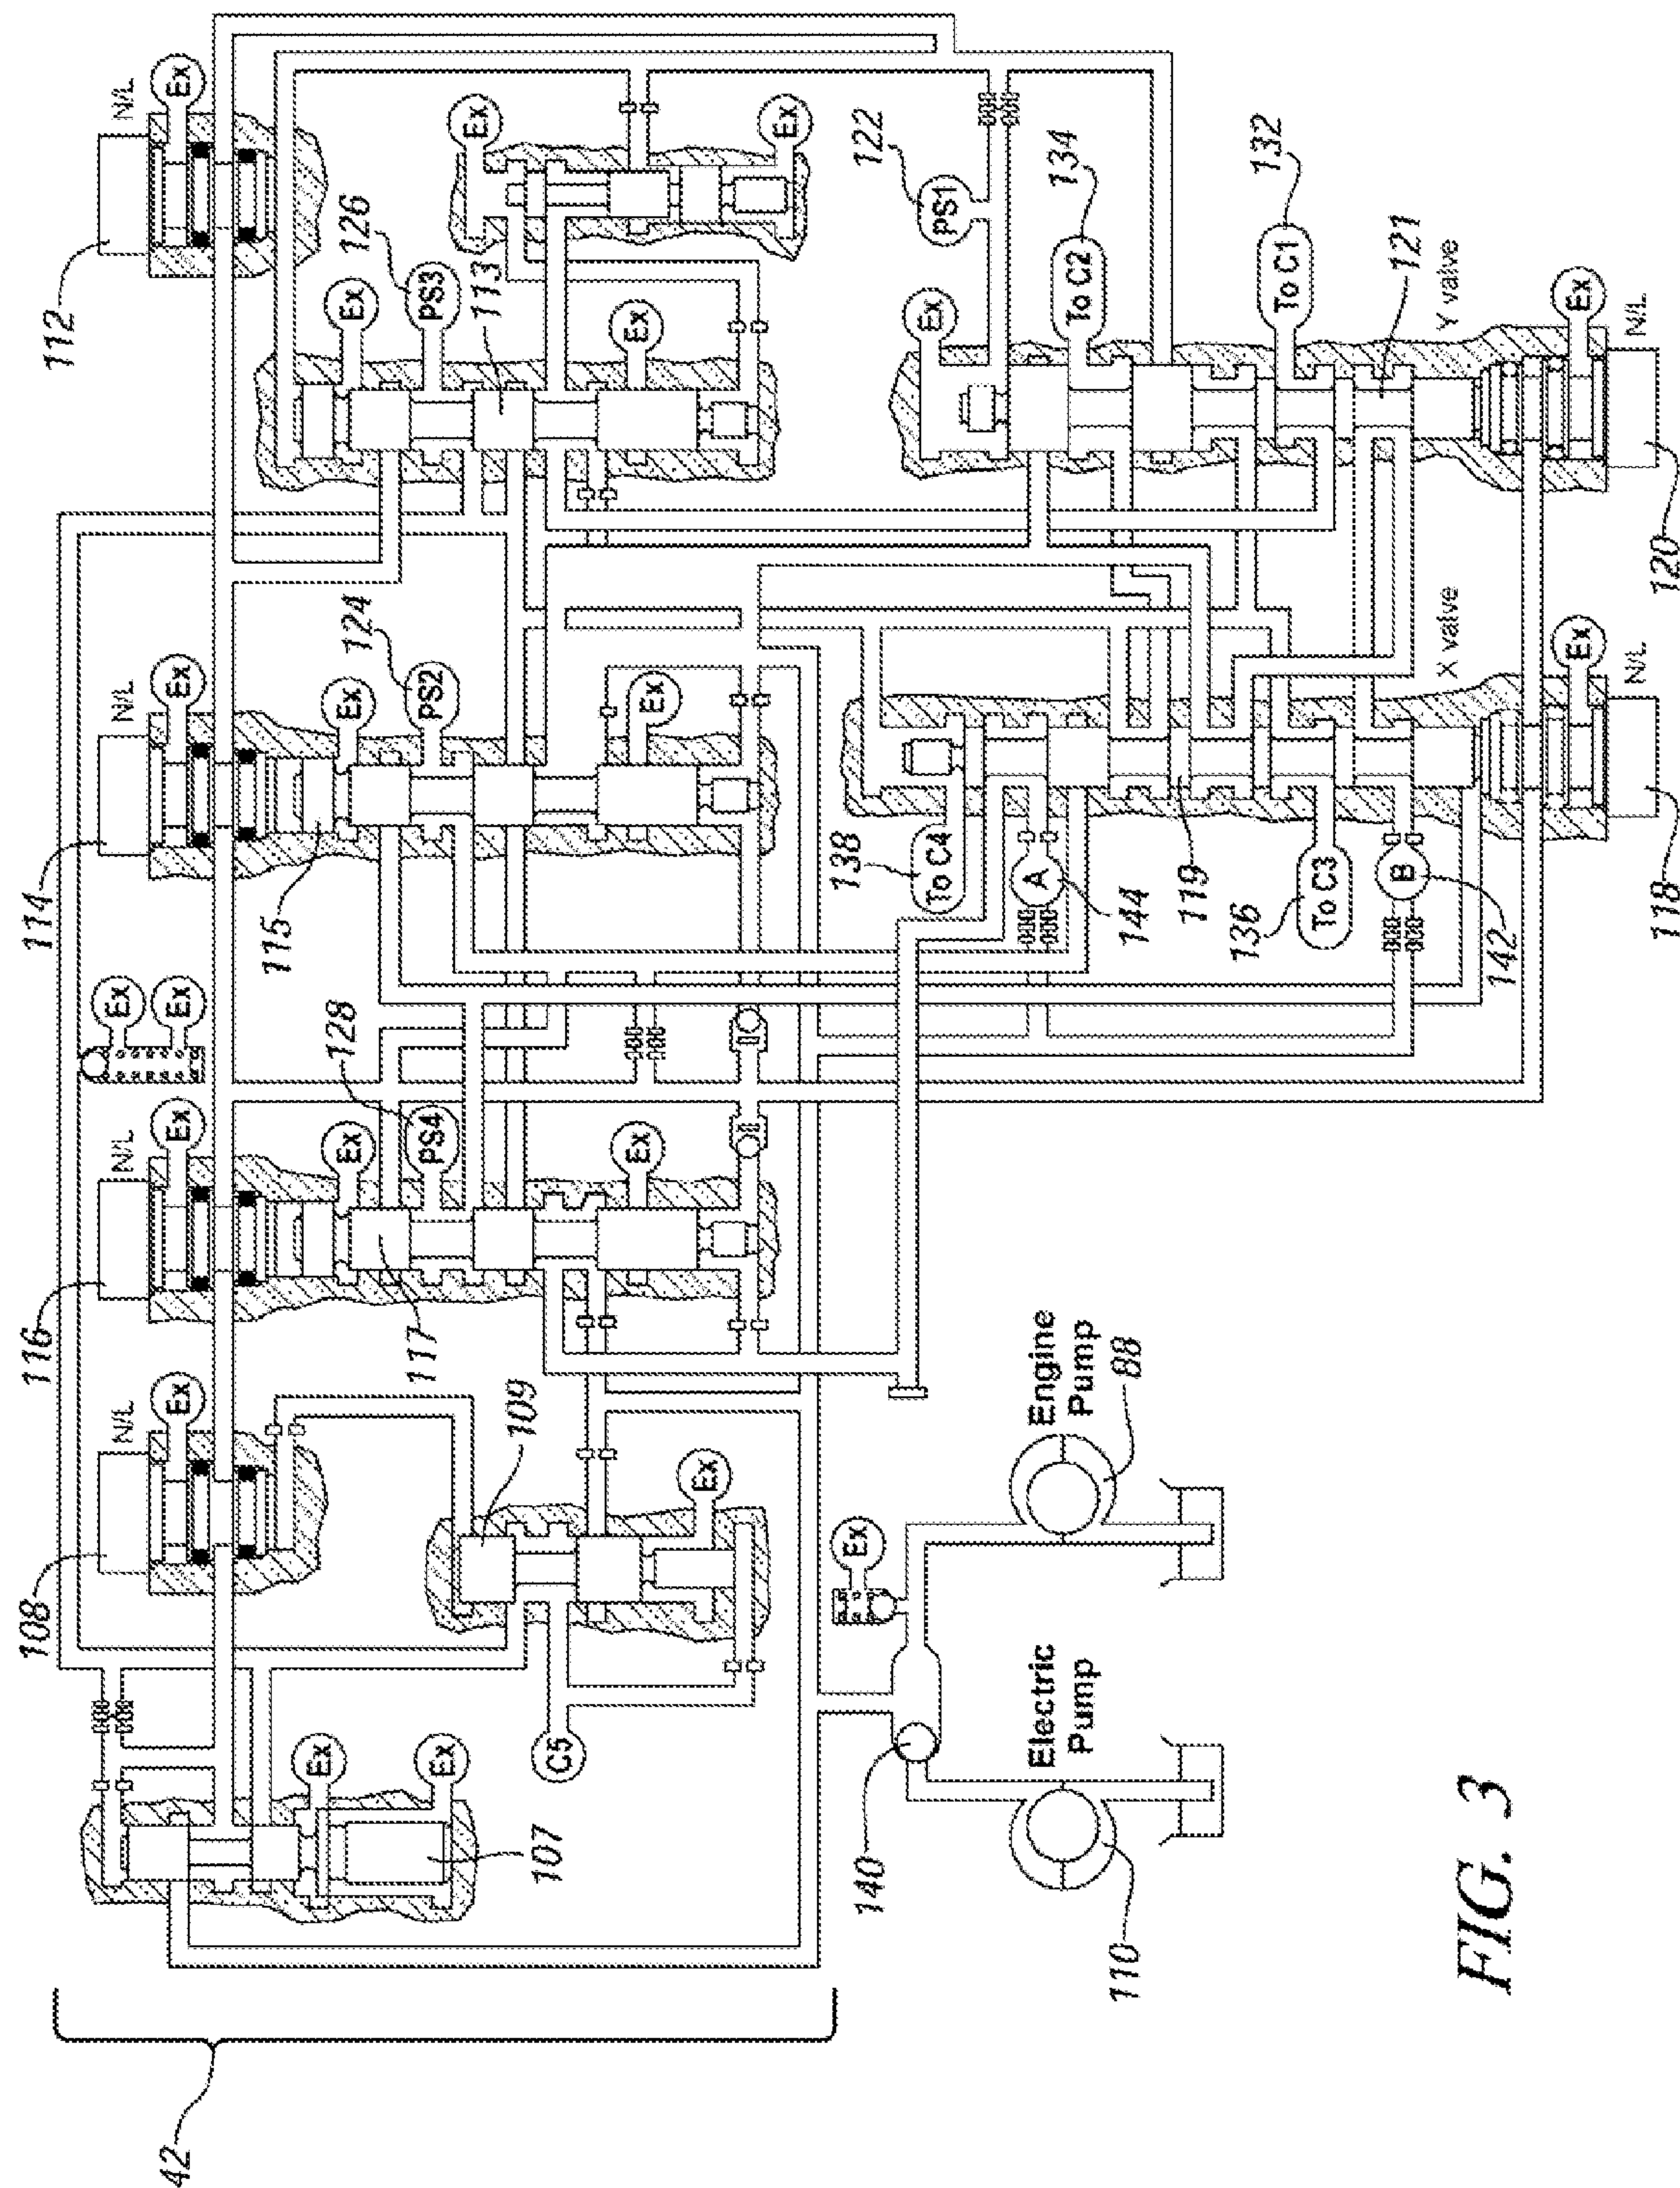 108
116
114
112
N/L
N/L
Ex
N/L
N/L
42
Ex
Ex
Ex
Ex
Ex
115
Ex
Ex
128
Ex
124
Ex
126
Ex
117
PS4
PS2
PS3
113
Ex
107
C5
109
Ex
Ex
Ex
Ex
Ex
140
Ex
138
122
To C4
Ex
PS1
Electric
Pump
Engine
Pump
A
To C2
134
110
88
144
119
136
132
To C1
To C3
B
121
X valve
Y valve
FIG. 3
142
Ex
Ex
N/L
N/L
118
120